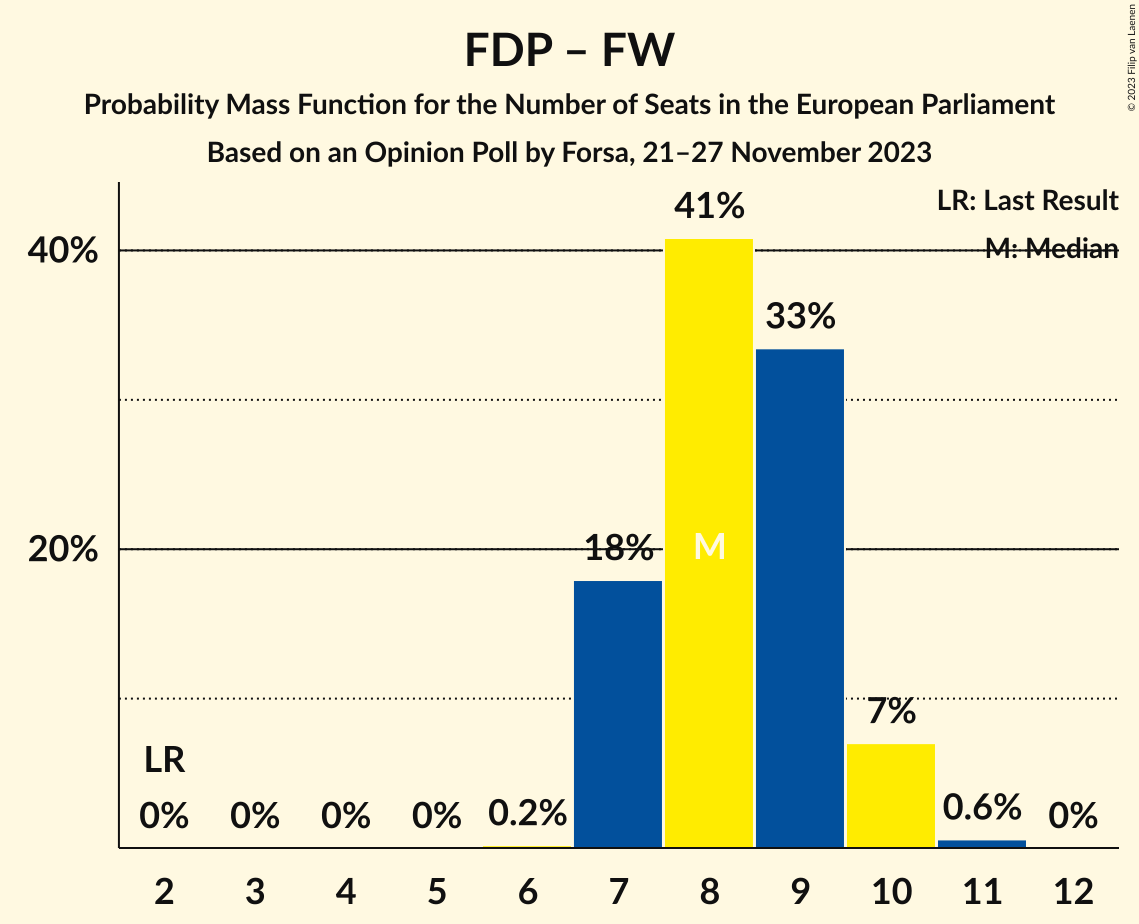 FDP – FW
Probability Mass Function for the Number of Seats in the European Parliament
Based on an Opinion Poll by Forsa, 21–27 November 2023
© 2023 Filip van Laenen
LR: Last Result
M: Median
40%
20%
LR
0%
0%
0%
0%
0.2%
18%
41%
M
33%
7%
0.6%
0%
2 3 4 5 6 7 8 9 10 11 12